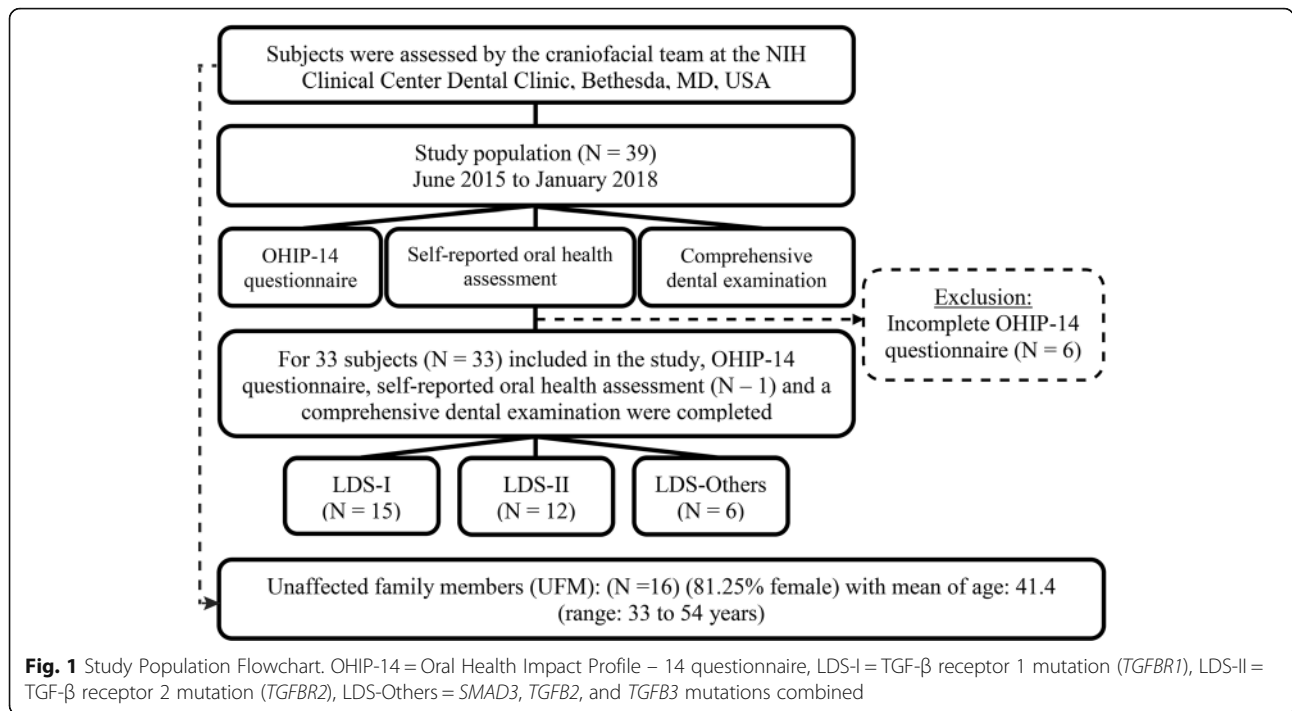 Subjects were assessed by the craniofacial team at the NIH
Clinical Center Dental Clinic, Bethesda, MD, USA
Study population (N = 39)
June 2015 to January 2018
OHIP-14
questionnaire
Self-reported oral health
assessment
Comprehensive
dental examination
Exclusion:
Incomplete OHIP-14
questionnaire (N = 6)
For 33 subjects (N = 33) included in the study, OHIP-14
questionnaire, self-reported oral health assessment (N – 1) and a
comprehensive dental examination were completed
LDS-I
(N = 15)
LDS-II
(N = 12)
LDS-Others
(N = 6)
Unaffected family members (UFM): (N =16) (81.25% female) with mean of age: 41.4
(range: 33 to 54 years)
Fig. 1 Study Population Flowchart. OHIP-14 = Oral Health Impact Profile – 14 questionnaire, LDS-I = TGF-β receptor 1 mutation (TGFBR1), LDS-II =
TGF-β receptor 2 mutation (TGFBR2), LDS-Others = SMAD3, TGFB2, and TGFB3 mutations combined